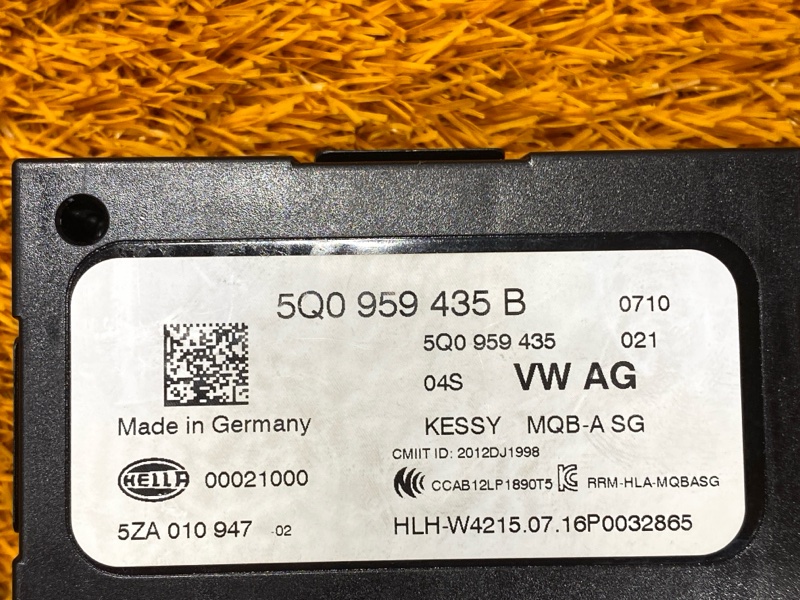 5Q0 959 435 B 0710
5Q0 959 435 021
04S VW AG
Made in Germany KESSY MQB-A SG
CMIIT ID: 2012DJ1998
HELLA 00021000 CCAB12LP1890T5 RRM-HLA-MQBASG
5ZA 010 947 -02 HLH-W4215.07.16P0032865